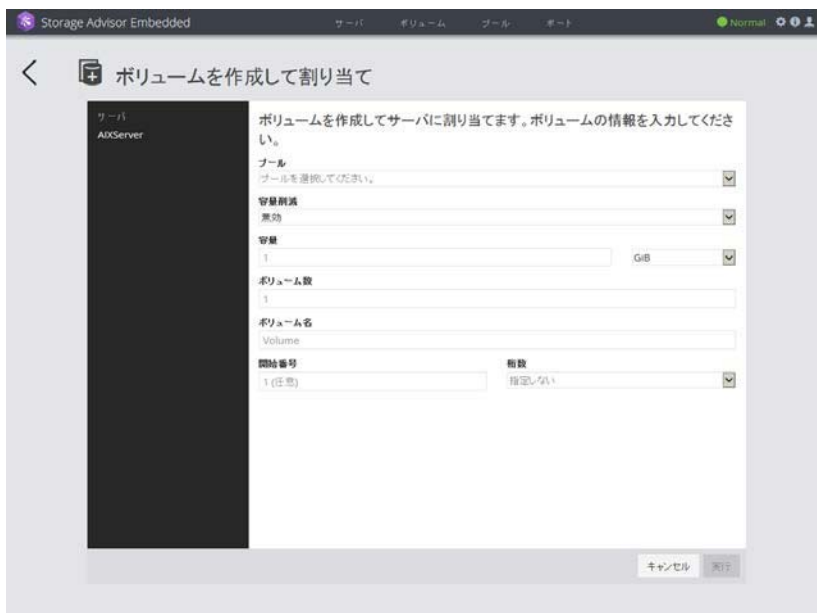 Storage Advisor Embedded
サーバ ボリューム プール ポート
Normal
ボリュームを作成して割り当て
サーバ
AIXServer
ボリュームを作成してサーバに割り当てます。ボリュームの情報を入力してくださ
い。
プール
プールを選択してください。
容量削減
無効
容量
1 GiB
ボリューム数
1
ボリューム名
Volume
開始番号 桁数
1 (任意) 指定しない
キャンセル 実行